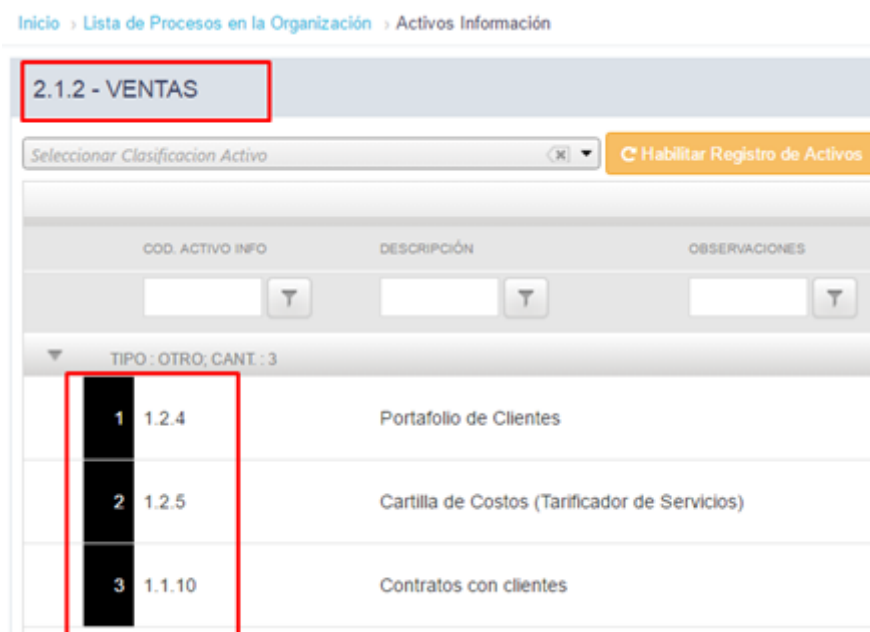 Inicio › Lista de Procesos en la Organización › Activos Información
2.1.2 - VENTAS
Seleccionar Clasificacion Activo
Habilitar Registro de Activos
COD. ACTIVO INFO DESCRIPCIÓN OBSERVACIONES
TIPO : OTRO; CANT. : 3
1 1.2.4 Portafolio de Clientes
2 1.2.5 Cartilla de Costos (Tarificador de Servicios)
3 1.1.10 Contratos con clientes